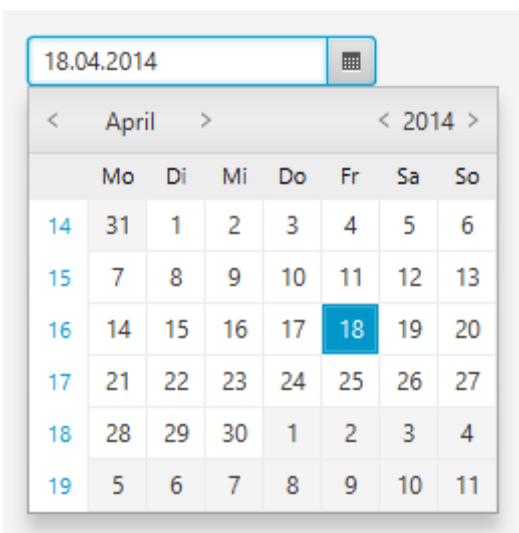 18.04.2014
< April > < 2014 >
Mo Di Mi Do Fr Sa So
14 31 1 2 3 4 5 6
15 7 8 9 10 11 12 13
16 14 15 16 17 18 19 20
17 21 22 23 24 25 26 27
18 28 29 30 1 2 3 4
19 5 6 7 8 9 10 11